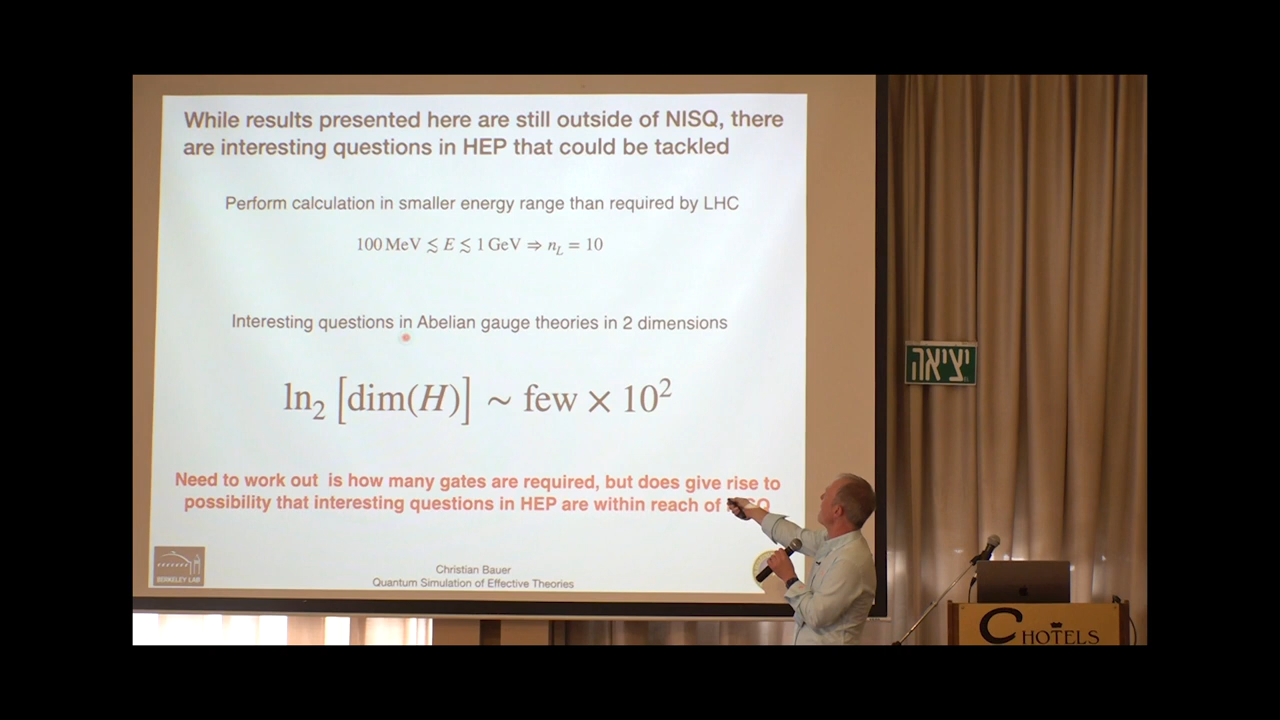 While results presented here are still outside of NISQ, there
are interesting questions in HEP that could be tackled
Perform calculation in smaller energy range than required by LHC
100 MeV ≲ E ≲ 1 GeV ⇒ n_L = 10
Interesting questions in Abelian gauge theories in 2 dimensions
ln₂ [dim(H)] ~ few × 10²
Need to work out is how many gates are required, but does give rise to
possibility that interesting questions in HEP are within reach of
BERKELEY LAB
Christian Bauer
Quantum Simulation of Effective Theories
יציאה
C HOTELS